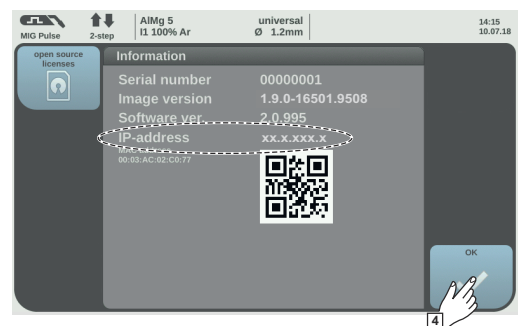 MIG Pulse
2-step
AlMg 5
I1 100% Ar
universal
Ø 1.2mm
14:15
10.07.18
open source
licenses
Information
Serial number 00000001
Image version 1.9.0-16501.9508
Software ver. 2.0.995
IP-address xx.x.xxx.x
00:03:AC:02:C0:77
OK
4